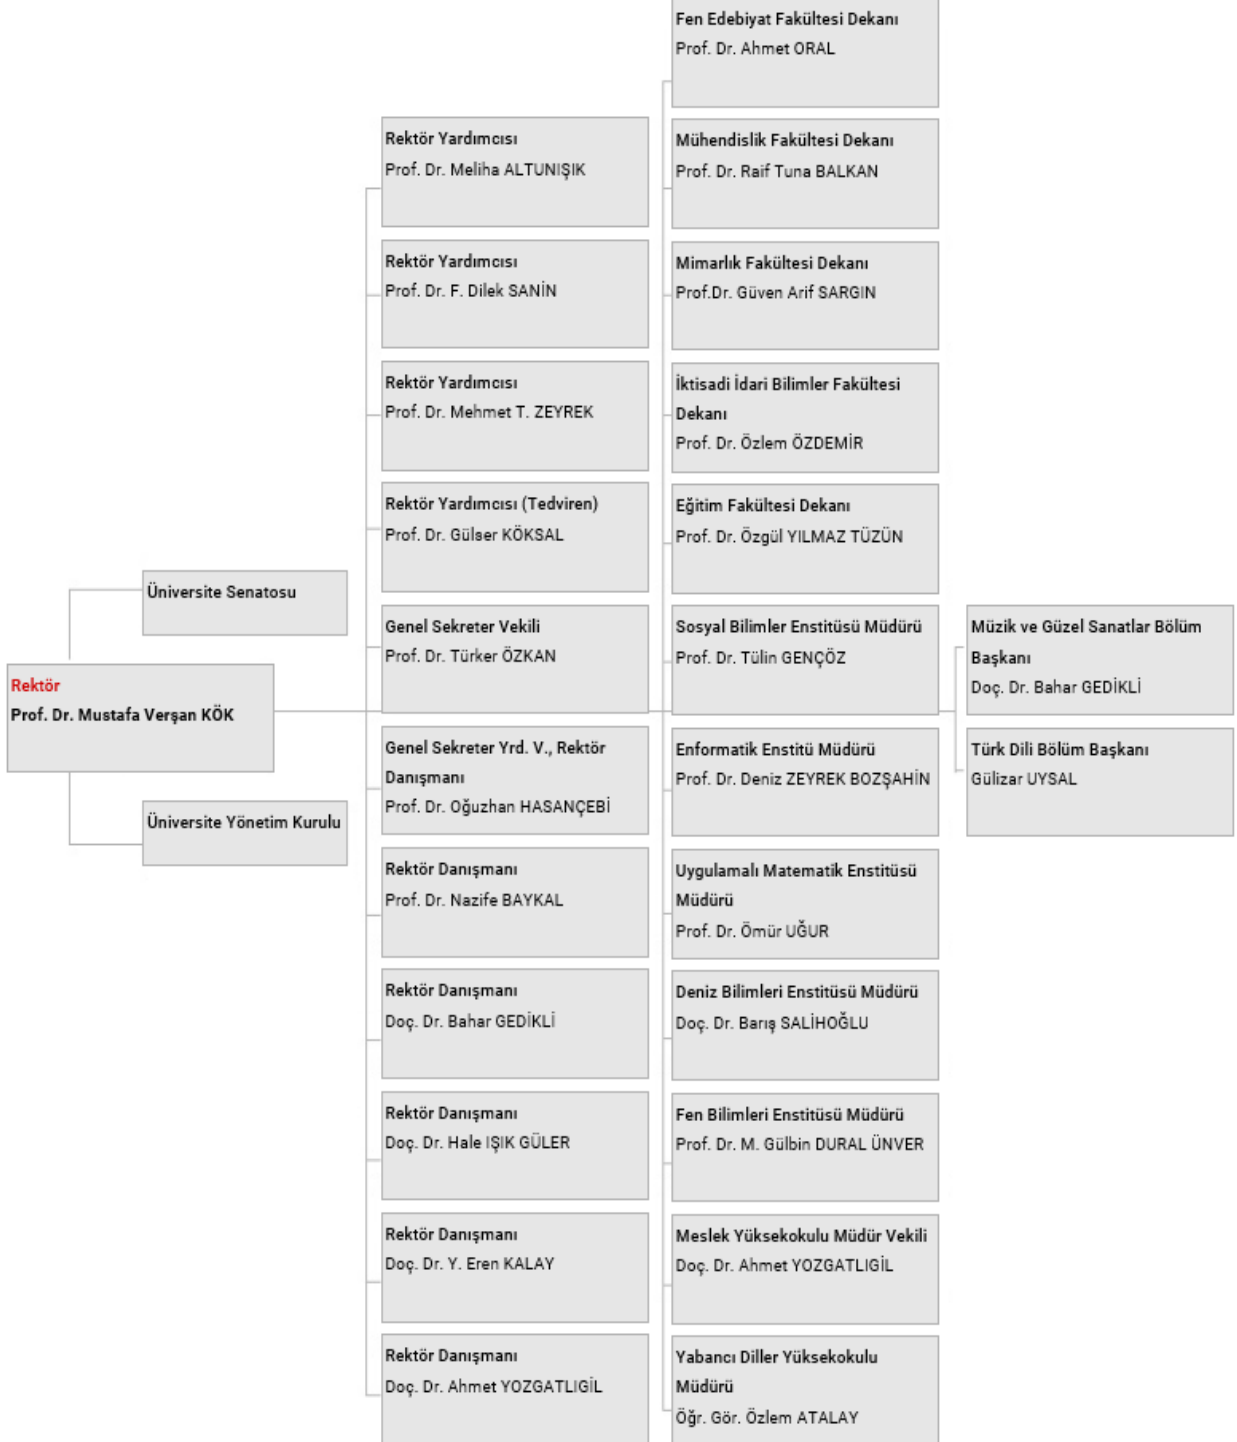 Üniversite Senatosu
Rektör
Prof. Dr. Mustafa Verşan KÖK
Üniversite Yönetim Kurulu
Rektör Yardımcısı
Prof. Dr. Meliha ALTUNIŞIK
Rektör Yardımcısı
Prof. Dr. F. Dilek SANİN
Rektör Yardımcısı
Prof. Dr. Mehmet T. ZEYREK
Rektör Yardımcısı (Tedviren)
Prof. Dr. Gülser KÖKSAL
Genel Sekreter Vekili
Prof. Dr. Türker ÖZKAN
Genel Sekreter Yrd. V., Rektör
Danışmanı
Prof. Dr. Oğuzhan HASANÇEBİ
Rektör Danışmanı
Prof. Dr. Nazife BAYKAL
Rektör Danışmanı
Doç. Dr. Bahar GEDİKLİ
Rektör Danışmanı
Doç. Dr. Hale IŞIK GÜLER
Rektör Danışmanı
Doç. Dr. Y. Eren KALAY
Rektör Danışmanı
Doç. Dr. Ahmet YOZGATLIGİL
Fen Edebiyat Fakültesi Dekanı
Prof. Dr. Ahmet ORAL
Mühendislik Fakültesi Dekanı
Prof. Dr. Raif Tuna BALKAN
Mimarlık Fakültesi Dekanı
Prof.Dr. Güven Arif SARGIN
İktisadi İdari Bilimler Fakültesi
Dekanı
Prof. Dr. Özlem ÖZDEMİR
Eğitim Fakültesi Dekanı
Prof. Dr. Özgül YILMAZ TÜZÜN
Sosyal Bilimler Enstitüsü Müdürü
Prof. Dr. Tülin GENÇÖZ
Enformatik Enstitü Müdürü
Prof. Dr. Deniz ZEYREK BOZŞAHİN
Uygulamalı Matematik Enstitüsü
Müdürü
Prof. Dr. Ömür UĞUR
Deniz Bilimleri Enstitüsü Müdürü
Doç. Dr. Barış SALİHOĞLU
Fen Bilimleri Enstitüsü Müdürü
Prof. Dr. M. Gülbin DURAL ÜNVER
Meslek Yüksekokulu Müdür Vekili
Doç. Dr. Ahmet YOZGATLIGİL
Yabancı Diller Yüksekokulu
Müdürü
Öğr. Gör. Özlem ATALAY
Müzik ve Güzel Sanatlar Bölüm
Başkanı
Doç. Dr. Bahar GEDİKLİ
Türk Dili Bölüm Başkanı
Gülizar UYSAL